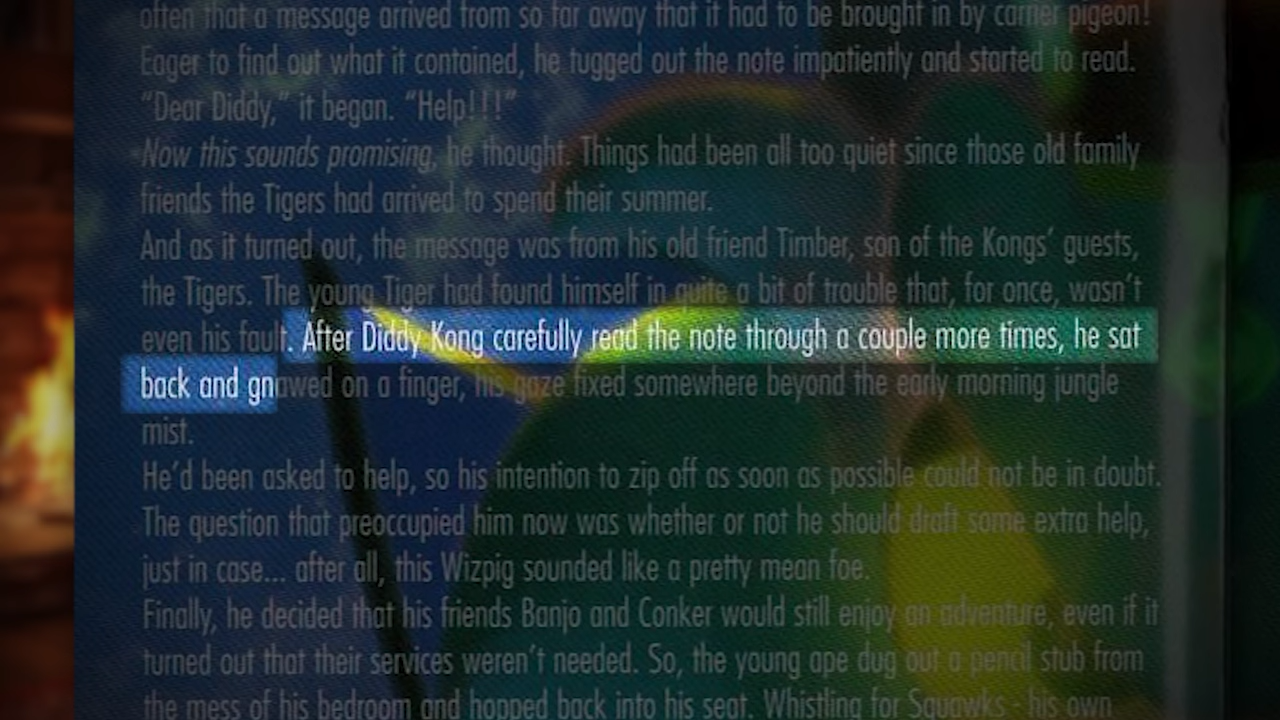 often that a message arrived from so far away that it had to be brought in by carrier pigeon!
Eager to find out what it contained, he tugged out the note impatiently and started to read.
“Dear Diddy,” it began. “Help!!!”
Now this sounds promising, he thought. Things had been all too quiet since those old family
friends the Tigers had arrived to spend their summer.
And as it turned out, the message was from his old friend Timber, son of the Kongs’ guests,
the Tigers. The young Tiger had found himself in quite a bit of trouble that, for once, wasn’t
even his fault. After Diddy Kong carefully read the note through a couple more times, he sat
back and gnawed on a finger, his gaze fixed somewhere beyond the early morning jungle
mist.
He’d been asked to help, so his intention to zip off as soon as possible could not be in doubt.
The question that preoccupied him now was whether or not he should draft some extra help,
just in case... after all, this Wizpig sounded like a pretty mean foe.
Finally, he decided that his friends Banjo and Conker would still enjoy an adventure, even if it
turned out that their services weren’t needed. So, the young ape dug out a pencil stub from
the mess of his bedroom and hopped back into his seat. Whistling for Squawks - his own